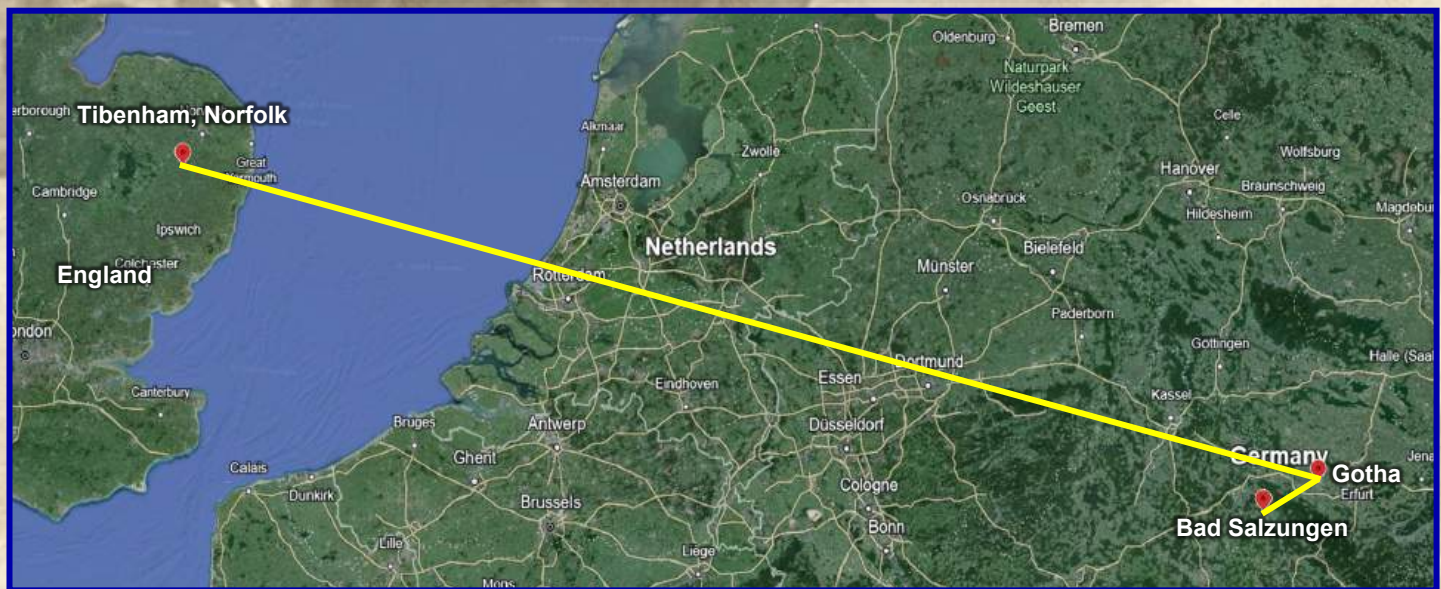 Bremen
Oldenburg
Naturpark
Wildeshauser
Geest
erborough
Tibenham, Norfolk
Alkmaar
Celle
Great
Yarmouth
Zwolle
Wolfsburg
Hanover
Cambridge
Amsterdam
Braunschweig
Osnabrück
Magdebur
Ipswich
Hildesheim
Netherlands
Bielefeld
England
Colchester
Rotterdam
Münster
Paderborn
ondon
Göttingen
Halle (Saal
Dortmund
Essen
Eindhoven
Canterbury
Kassel
Bruges
Antwerp
Düsseldorf
Ghent
Germany
Jena
Calais
Gotha
Dunkirk
Cologne
Erfurt
Brussels
Bonn
Bad Salzungen
Lille
Liège
Mons